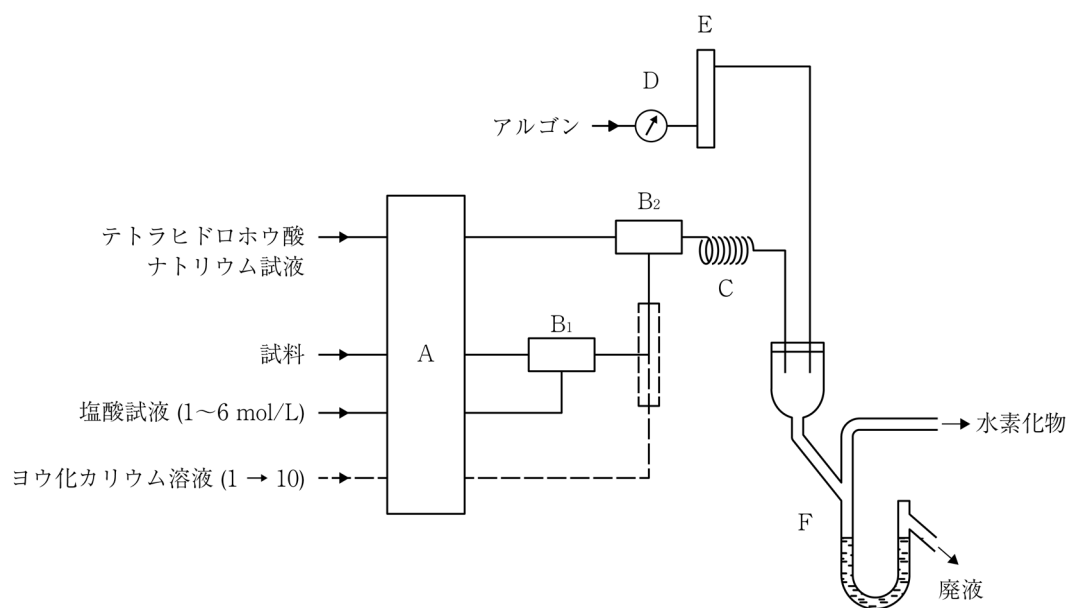 E
D
アルゴン
B₂
テトラヒドロホウ酸
ナトリウム試液
C
B₁
試料
A
塩酸試液 (1～6 mol/L)
水素化物
ヨウ化カリウム溶液 (1 → 10)
F
廃液